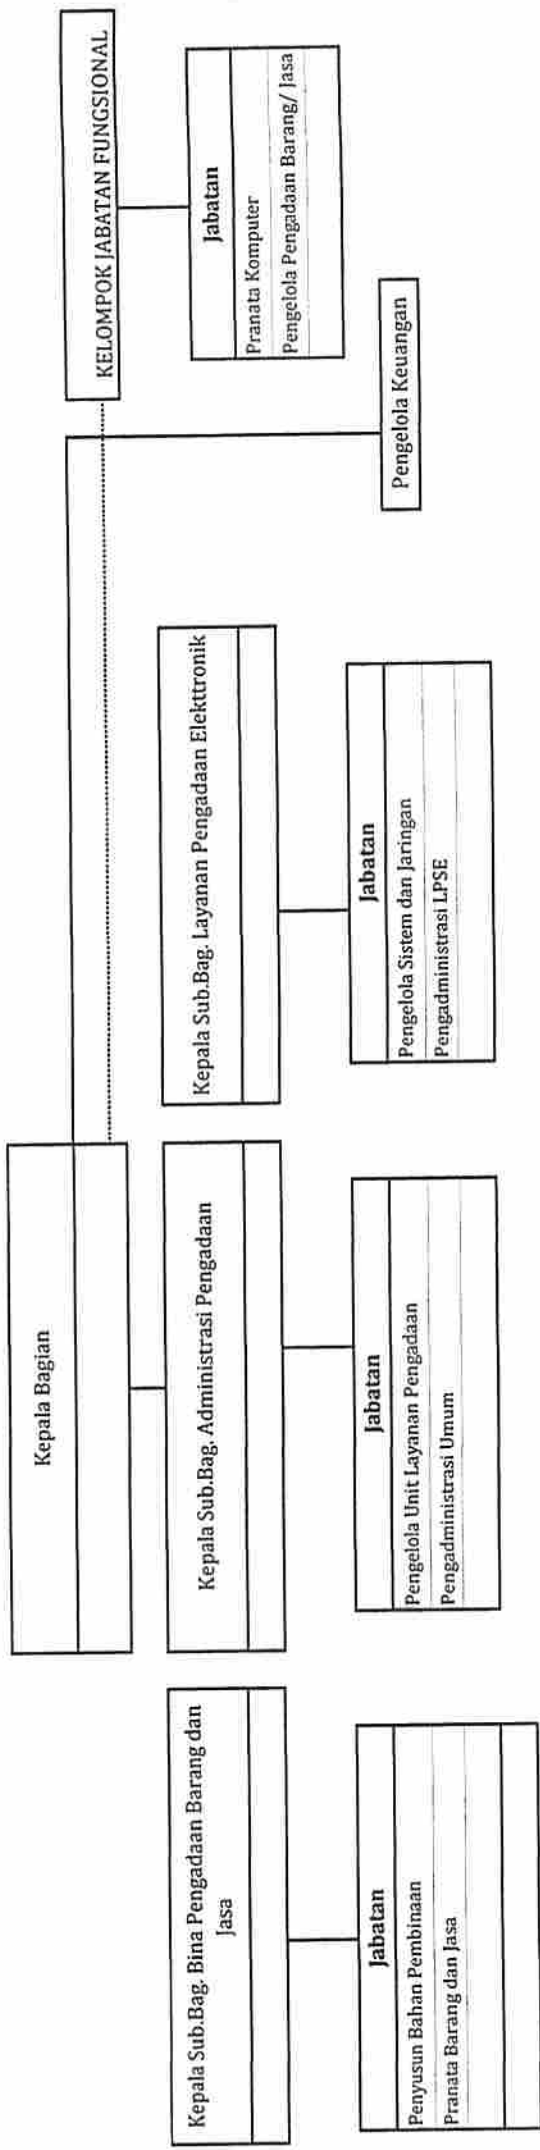 Kepala Bagian
KELOMPOK JABATAN FUNGSIONAL
Jabatan
Pranata Komputer
Pengelola Pengadaan Barang/ Jasa
Kepala Sub.Bag. Bina Pengadaan Barang dan
Jasa
Kepala Sub.Bag. Administrasi Pengadaan
Kepala Sub.Bag. Layanan Pengadaan Elekttronik
Pengelola Keuangan
Jabatan
Penyusun Bahan Pembinaan
Pranata Barang dan Jasa
Jabatan
Pengelola Unit Layanan Pengadaan
Pengadministrasi Umum
Jabatan
Pengelola Sistem dan Jaringan
Pengadministrasi LPSE